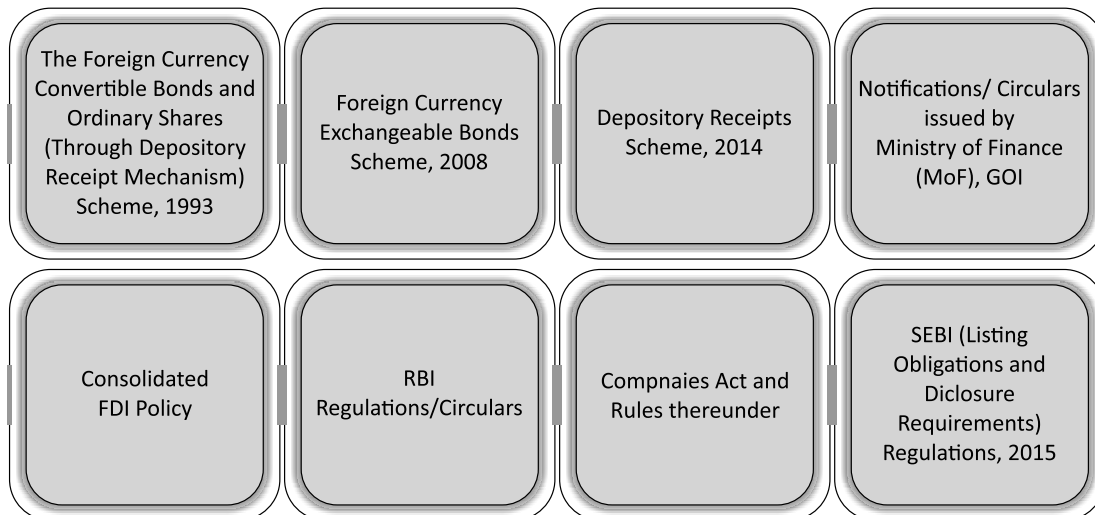 The Foreign Currency
Convertible Bonds and
Ordinary Shares
(Through Depository
Receipt Mechanism)
Scheme, 1993
Foreign Currency
Exchangeable Bonds
Scheme, 2008
Depository Receipts
Scheme, 2014
Notifications/ Circulars
issued by
Ministry of Finance
(MoF), GOI
Consolidated
FDI Policy
RBI
Regulations/Circulars
Compnaies Act and
Rules thereunder
SEBI (Listing
Obligations and
Diclosure
Requirements)
Regulations, 2015